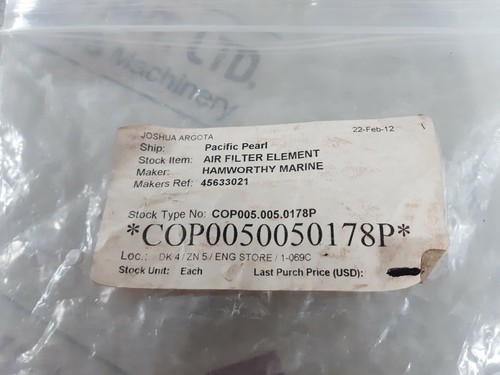 LTD.
Machinery
JOSHUA ARGOTA 22-Feb-12 1
Ship: Pacific Pearl
Stock Item: AIR FILTER ELEMENT
Maker: HAMWORTHY MARINE
Makers Ref: 45633021
Stock Type No: COP005.005.0178P
*COP0050050178P*
Loc.: DK 4 / ZN 5 / ENG STORE / 1-069C
Stock Unit: Each Last Purch Price (USD):